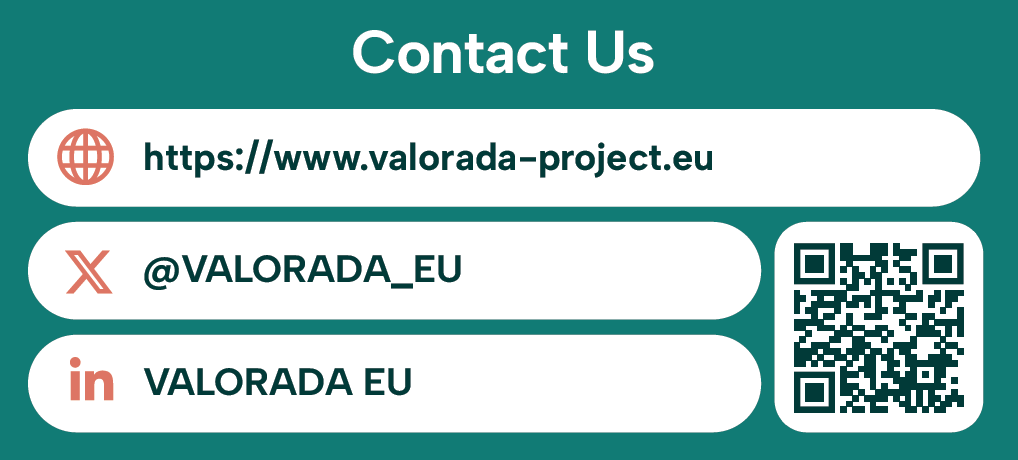 Contact Us
https://www.valorada-project.eu
@VALORADA_EU
VALORADA EU